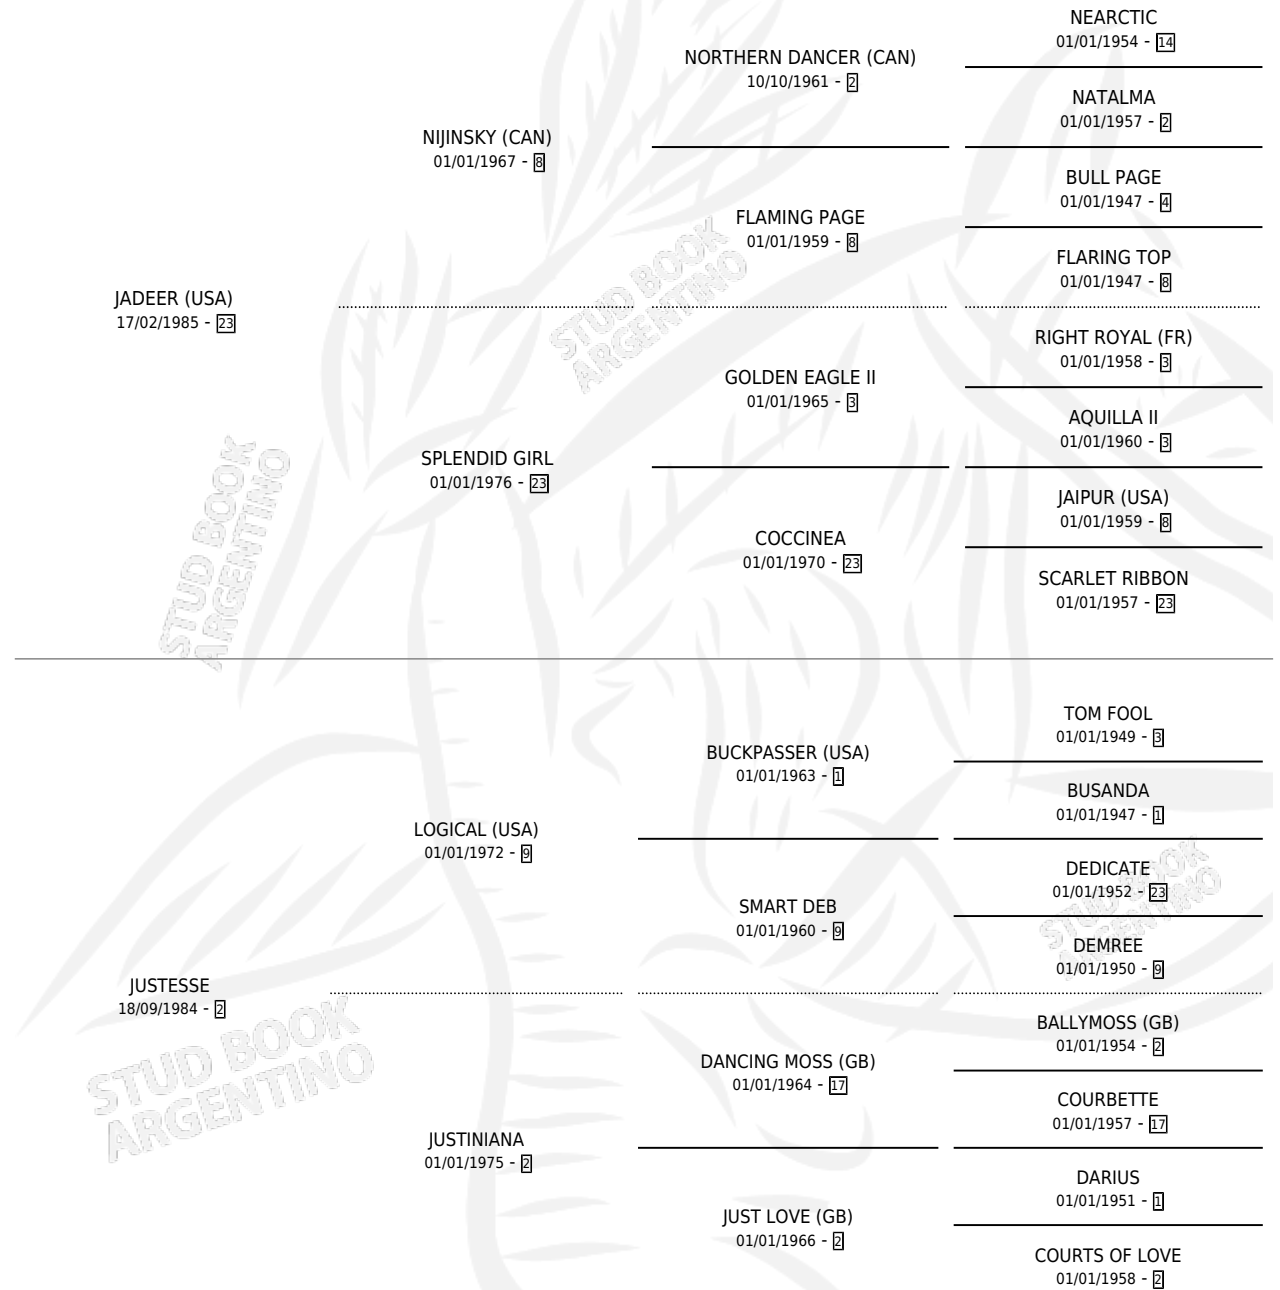 NEARCTIC
01/01/1954 - 14
NORTHERN DANCER (CAN)
10/10/1961 - 2
NATALMA
01/01/1957 - 2
NIJINSKY (CAN)
01/01/1967 - 8
BULL PAGE
01/01/1947 - 4
FLAMING PAGE
01/01/1959 - 8
FLARING TOP
01/01/1947 - 8
JADEER (USA)
17/02/1985 - 23
RIGHT ROYAL (FR)
01/01/1958 - 3
GOLDEN EAGLE II
01/01/1965 - 3
AQUILLA II
01/01/1960 - 3
SPLENDID GIRL
01/01/1976 - 23
JAIPUR (USA)
01/01/1959 - 8
COCCINEA
01/01/1970 - 23
SCARLET RIBBON
01/01/1957 - 23
STUD BOOK
ARGENTINO
STUD BOOK
ARGENTINO
TOM FOOL
01/01/1949 - 3
BUCKPASSER (USA)
01/01/1963 - 1
BUSANDA
01/01/1947 - 1
LOGICAL (USA)
01/01/1972 - 9
DEDICATE
01/01/1952 - 23
SMART DEB
01/01/1960 - 9
DEMREE
01/01/1950 - 9
JUSTESSE
18/09/1984 - 2
BALLYMOSS (GB)
01/01/1954 - 2
DANCING MOSS (GB)
01/01/1964 - 17
COURBETTE
01/01/1957 - 17
JUSTINIANA
01/01/1975 - 2
DARIUS
01/01/1951 - 1
JUST LOVE (GB)
01/01/1966 - 2
COURTS OF LOVE
01/01/1958 - 2
STUD BOOK
ARGENTINO
STUD BOOK
ARGENTINO